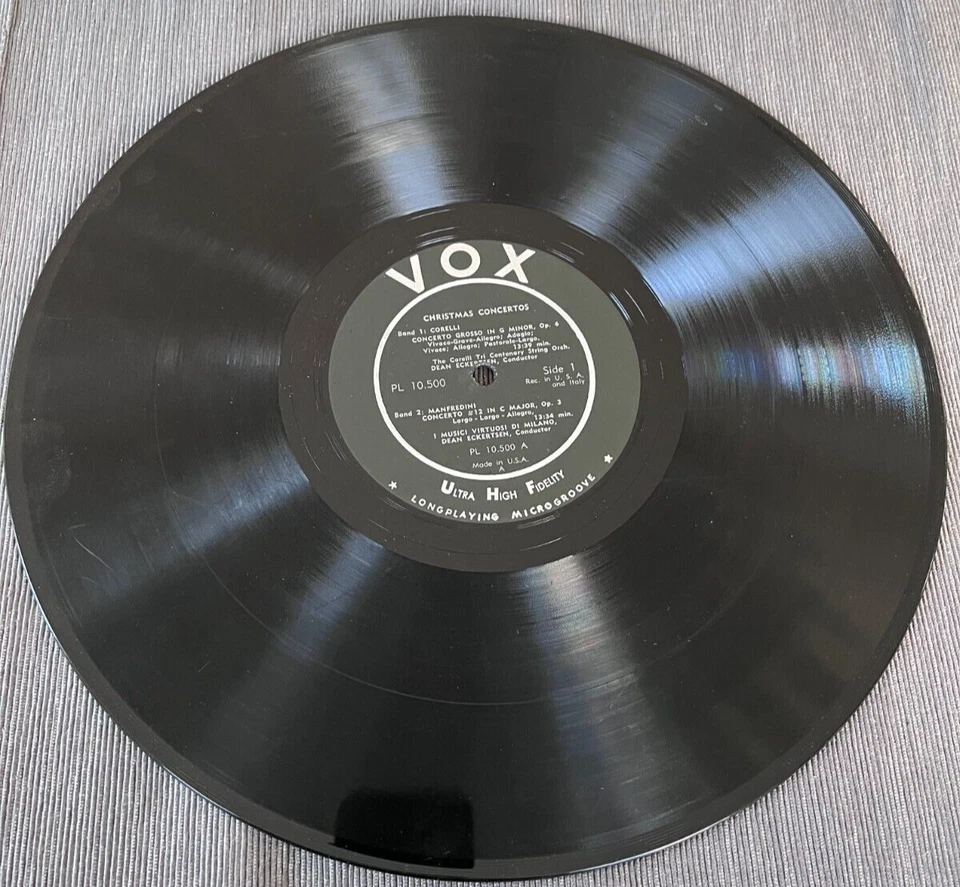 VOX
CHRISTMAS CONCERTOS
Band 1: CORELLI
CONCERTO GROSSO IN G MINOR, Op. 6
Vivace-Grave-Allegro; Adagio;
Vivace; Allegro; Pastorale-Largo.
13:39 min.
The Corelli Tri Centenary String Orch.
DEAN ECKERTSEN, Conductor
PL 10.500
Side 1
Rec. in U. S. A.
and Italy
Band 2: MANFREDINI
CONCERTO #12 IN C MAJOR, Op. 3
Largo - Largo - Allegro, 13:34 min.
I MUSICI VIRTUOSI DI MILANO,
DEAN ECKERTSEN, Conductor
PL 10.500 A
Made in U.S.A.
A
ULTRA HIGH FIDELITY
★ LONGPLAYING MICROGROOVE ★